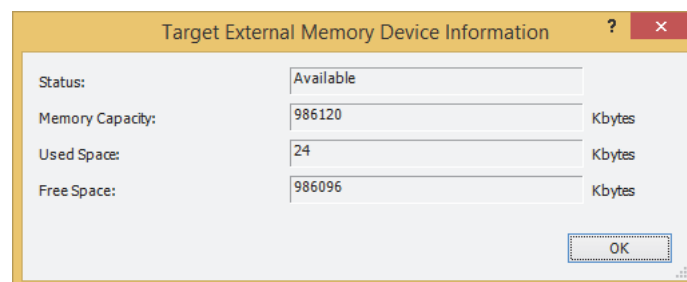 Target External Memory Device Information ? ×
Status: Available
Memory Capacity: 986120 Kbytes
Used Space: 24 Kbytes
Free Space: 986096 Kbytes
OK